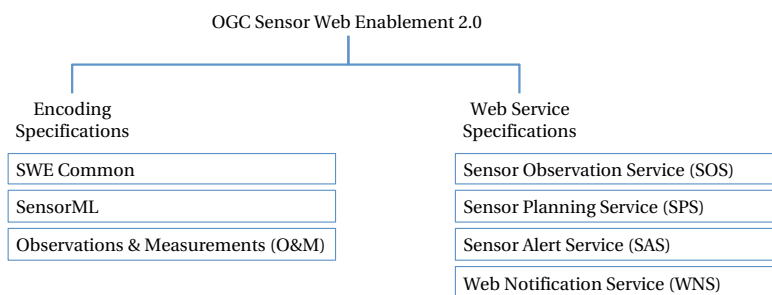 OGC Sensor Web Enablement 2.0
Encoding
Specifications
SWE Common
SensorML
Observations & Measurements (O&M)
Web Service
Specifications
Sensor Observation Service (SOS)
Sensor Planning Service (SPS)
Sensor Alert Service (SAS)
Web Notification Service (WNS)